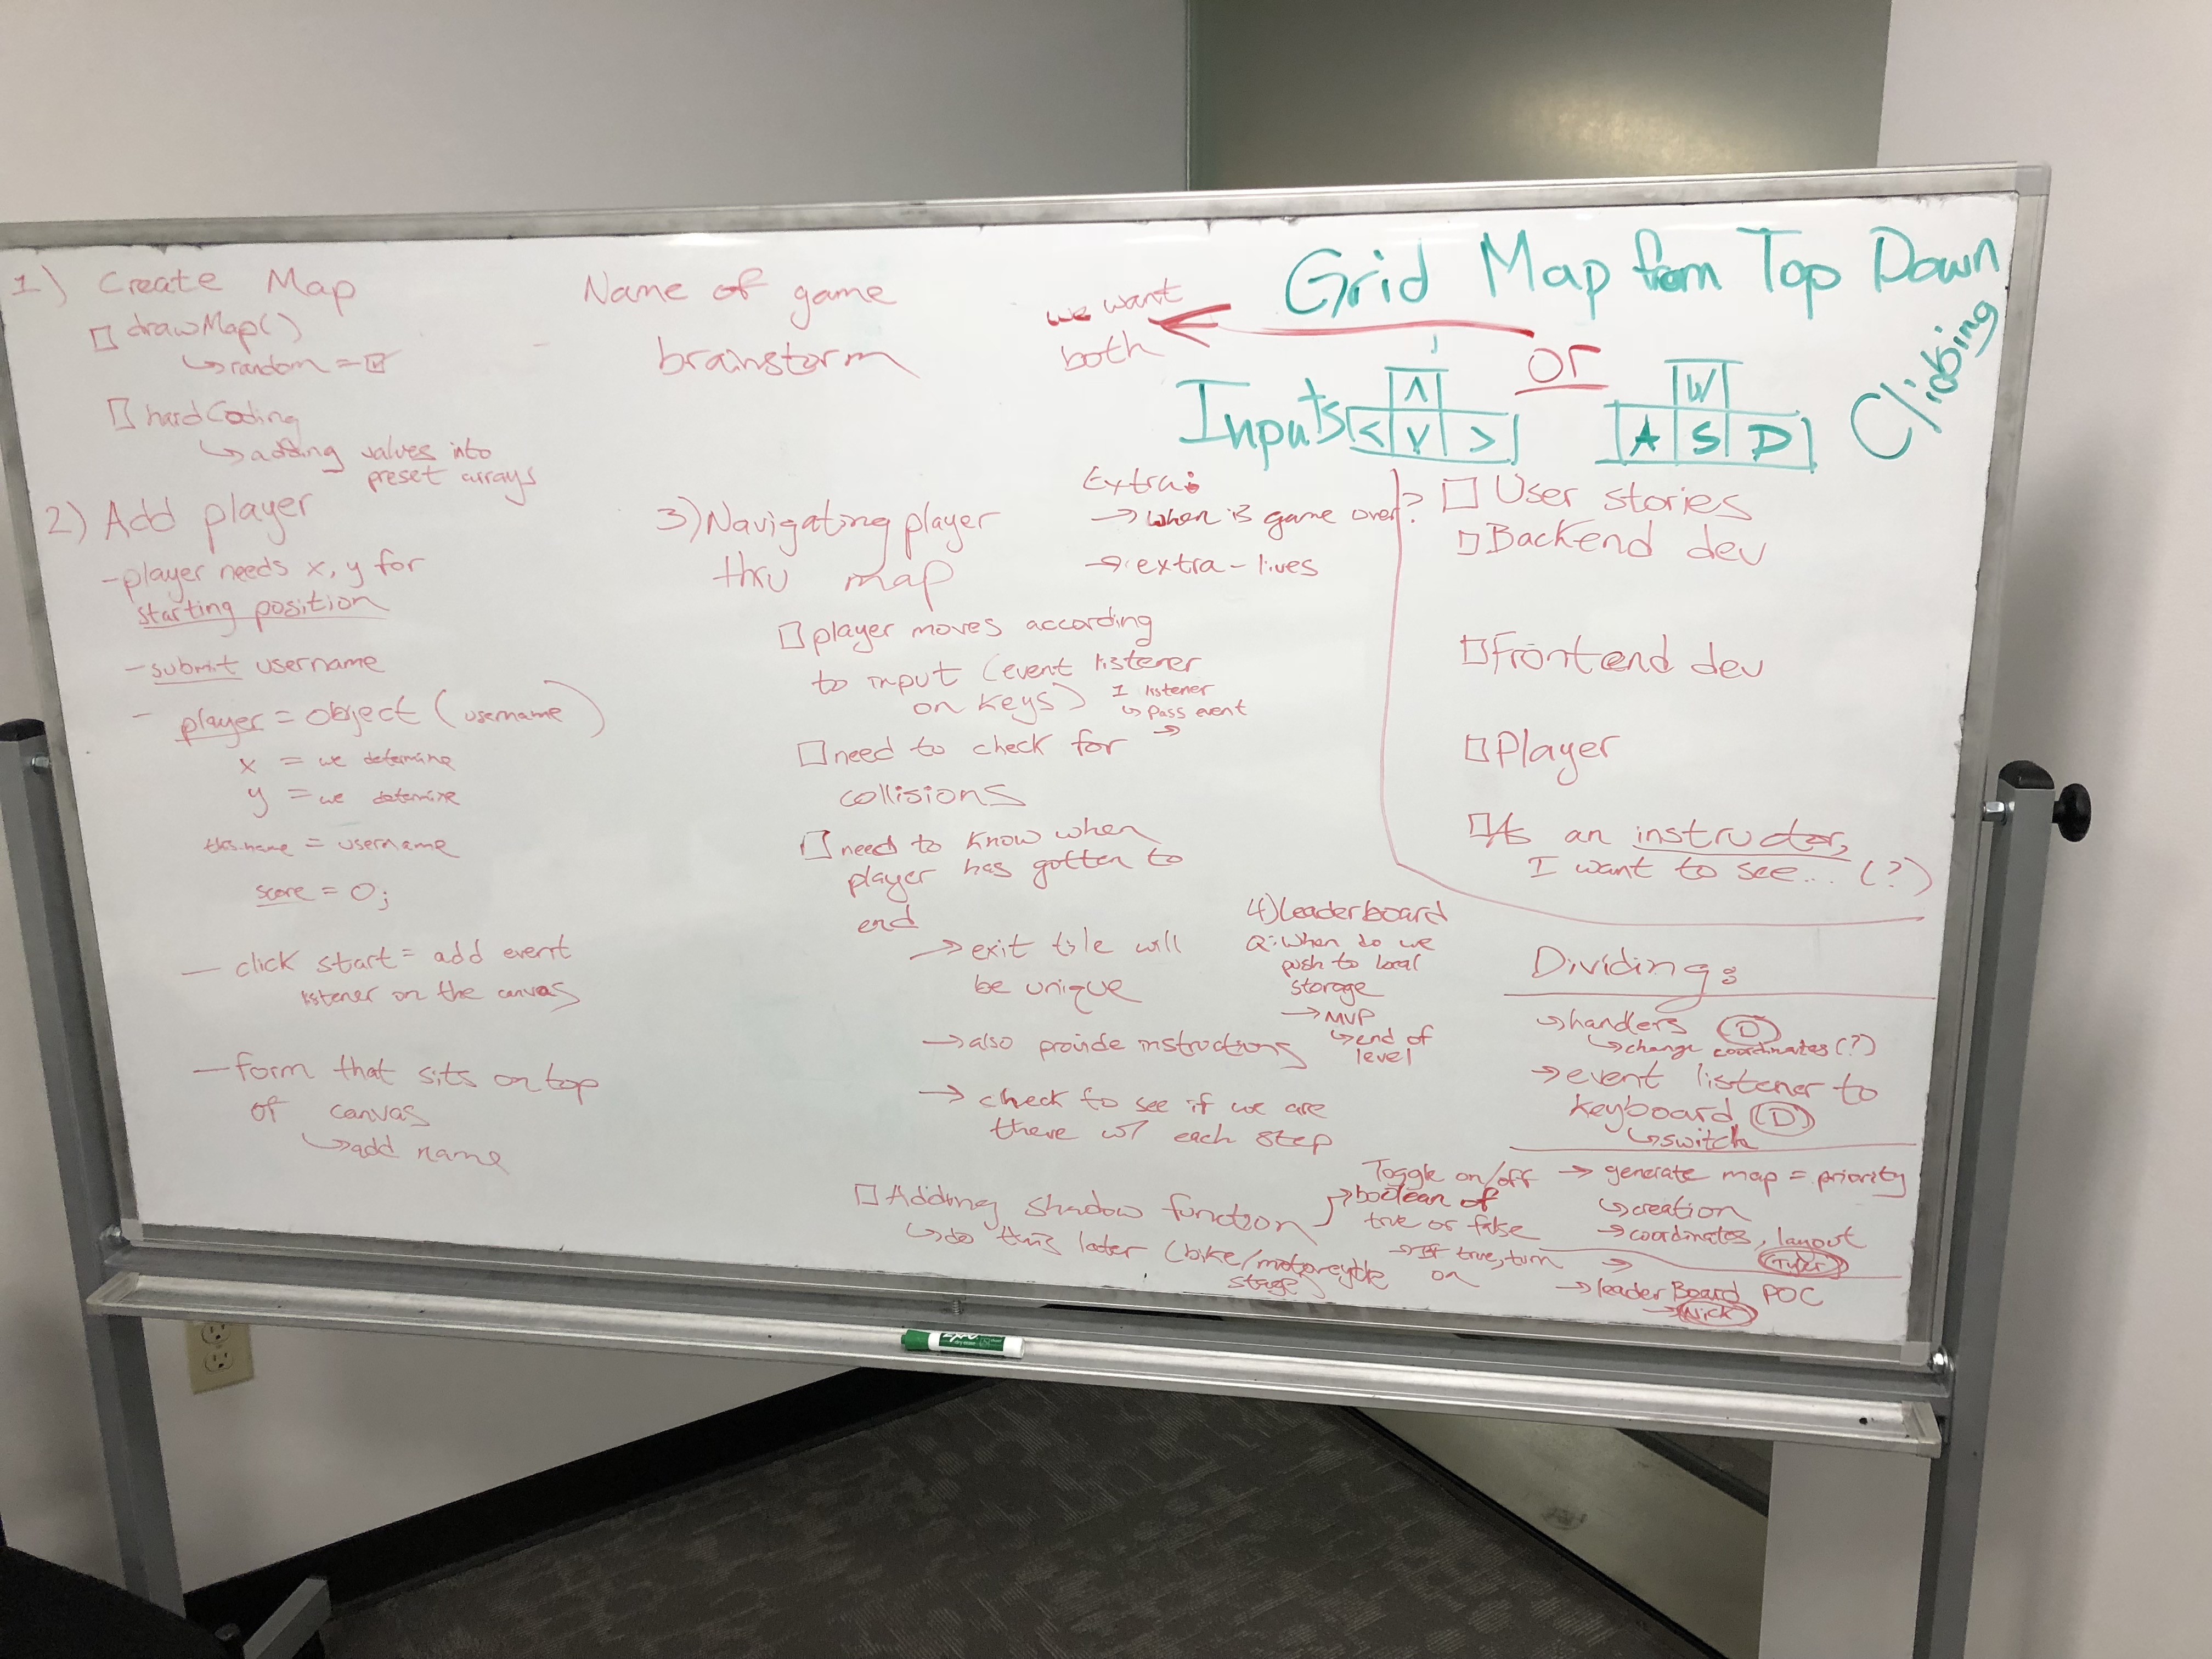 1) Create Map
drawMap()
↳ random =
hardCoding
↳ adding values into
preset arrays
2) Add player
- player needs x, y for
starting position
- submit username
- player = object (username)
x = we determine
y = we determine
this.name = username
score = 0;
- click start = add event
listener on the canvas
- form that sits on top
of canvas
↳ add name
Name of game
brainstorm
we want
both
Grid Map from Top Down
or
Inputs
^
< v >
W
A S D
3) Navigating player
thru map
player moves according
to input (event listener
on keys)
1 listener
↳ pass event
→
need to check for
collisions
need to know when
player has gotten to
end
→ exit tile will
be unique
→ also provide instructions
→ check to see if we are
there w/ each step
Adding shadow function
↳ do this later (bike/motorcycle
stage)
Toggle on/off
→ boolean of
true or false
→ If true, turn
on
Extra:
→ when is game over?
→ extra-lives
User stories
Backend dev
Frontend dev
Player
As an instructor,
I want to see... (?)
4) Leaderboard
Q: When do we
push to local
storage
→ MVP
↳ end of
level
Dividing:
↳ handlers (D)
↳ change coordinates (?)
→ event listener to
keyboard (D)
↳ switch
→ generate map = priority
↳ creation
→ coordinates, layout
Tyler
→
→ leader Board POC
→ Nick
EXPO